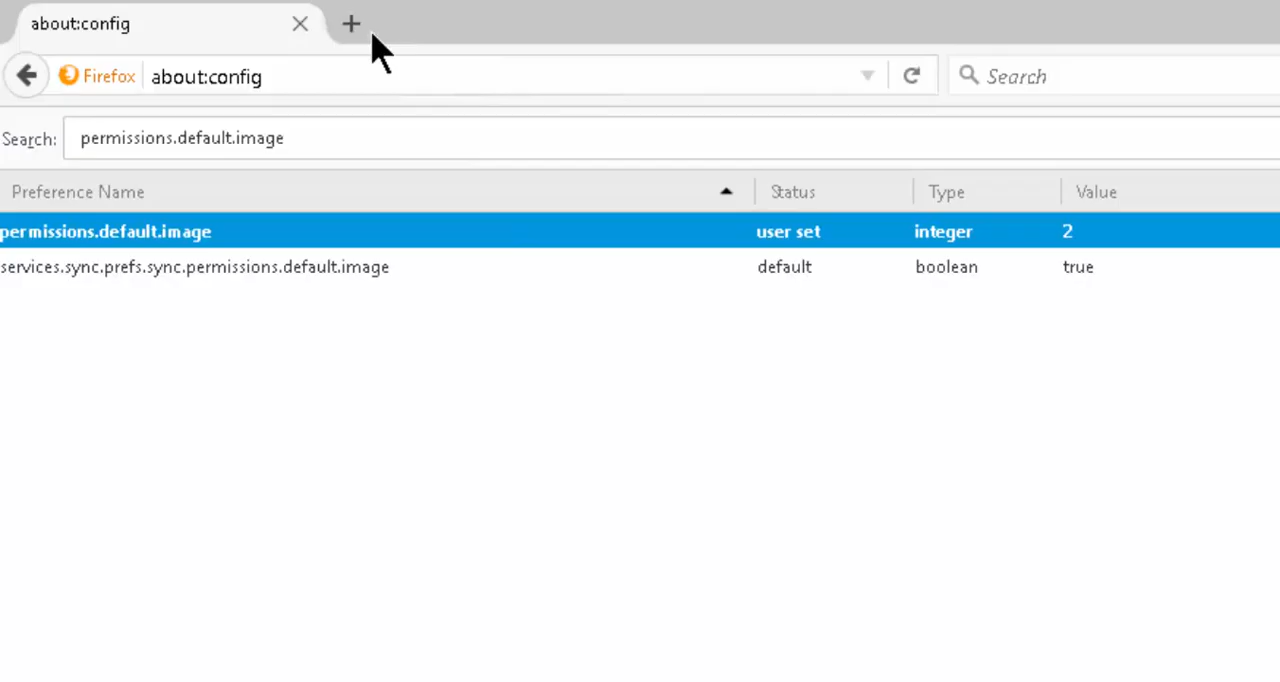 about:config
Firefox about:config Search
Search: permissions.default.image
Preference Name Status Type Value
permissions.default.image user set integer 2
services.sync.prefs.sync.permissions.default.image default boolean true